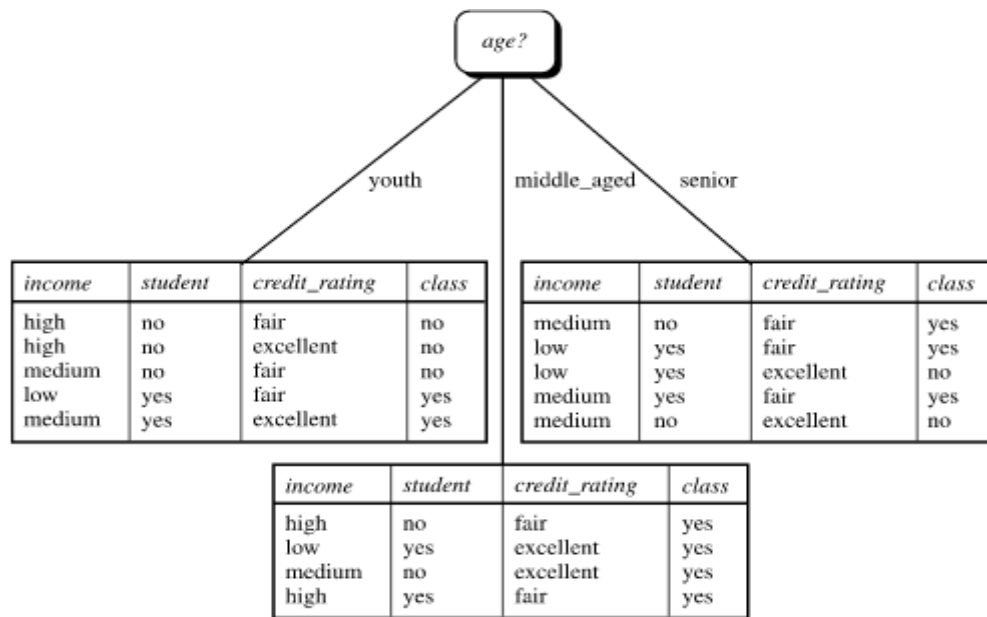 age?
youth middle_aged senior
income student credit_rating class
high no fair no
high no excellent no
medium no fair no
low yes fair yes
medium yes excellent yes
income student credit_rating class
medium no fair yes
low yes fair yes
low yes excellent no
medium yes fair yes
medium no excellent no
income student credit_rating class
high no fair yes
low yes excellent yes
medium no excellent yes
high yes fair yes